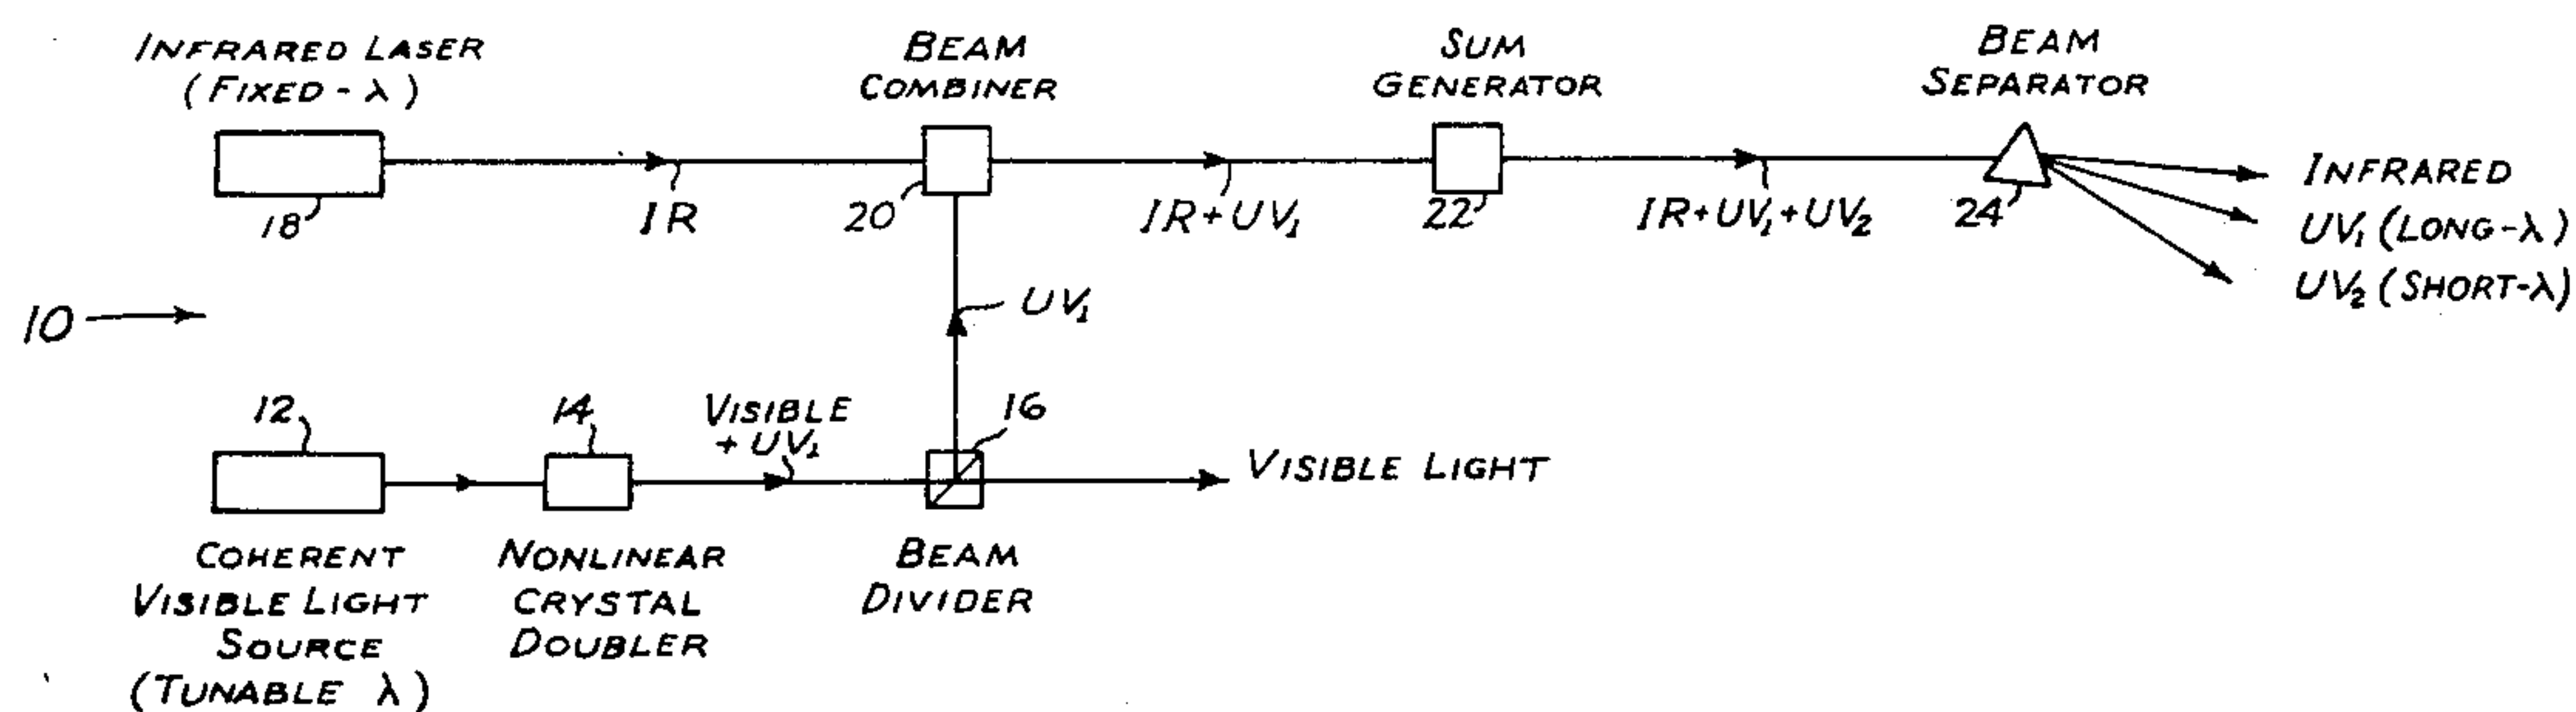 INFRARED LASER
(FIXED-λ)
BEAM
COMBINER
SUM
GENERATOR
BEAM
SEPARATOR
18
IR
20
IR+UV₁
22
IR+UV₁+UV₂
24
INFRARED
UV₁ (LONG-λ)
UV₂ (SHORT-λ)
10
UV₁
12
14
VISIBLE
+ UV₁
16
VISIBLE LIGHT
COHERENT
VISIBLE LIGHT
SOURCE
(TUNABLE λ)
NONLINEAR
CRYSTAL
DOUBLER
BEAM
DIVIDER